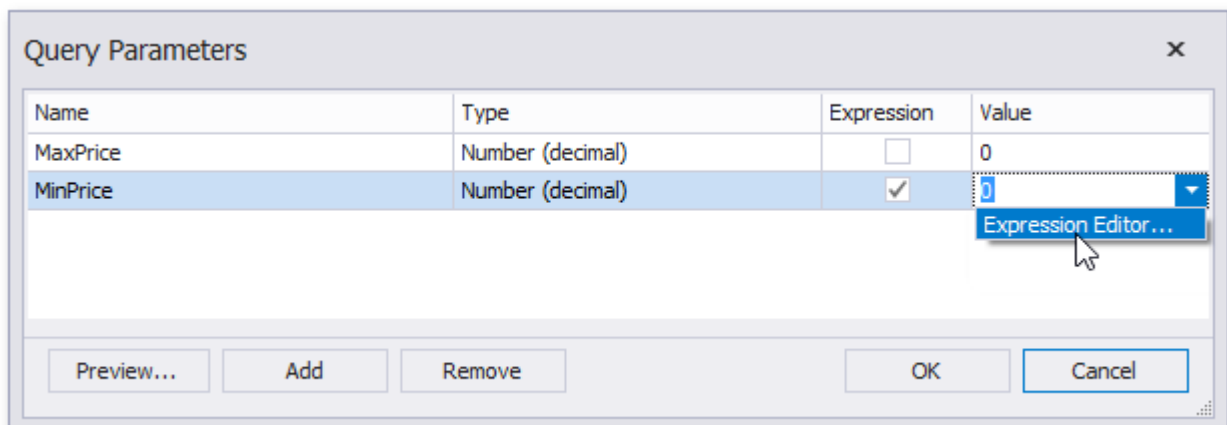 Query Parameters
Name Type Expression Value
MaxPrice Number (decimal) 0
MinPrice Number (decimal) 0
Expression Editor...
Preview... Add Remove OK Cancel